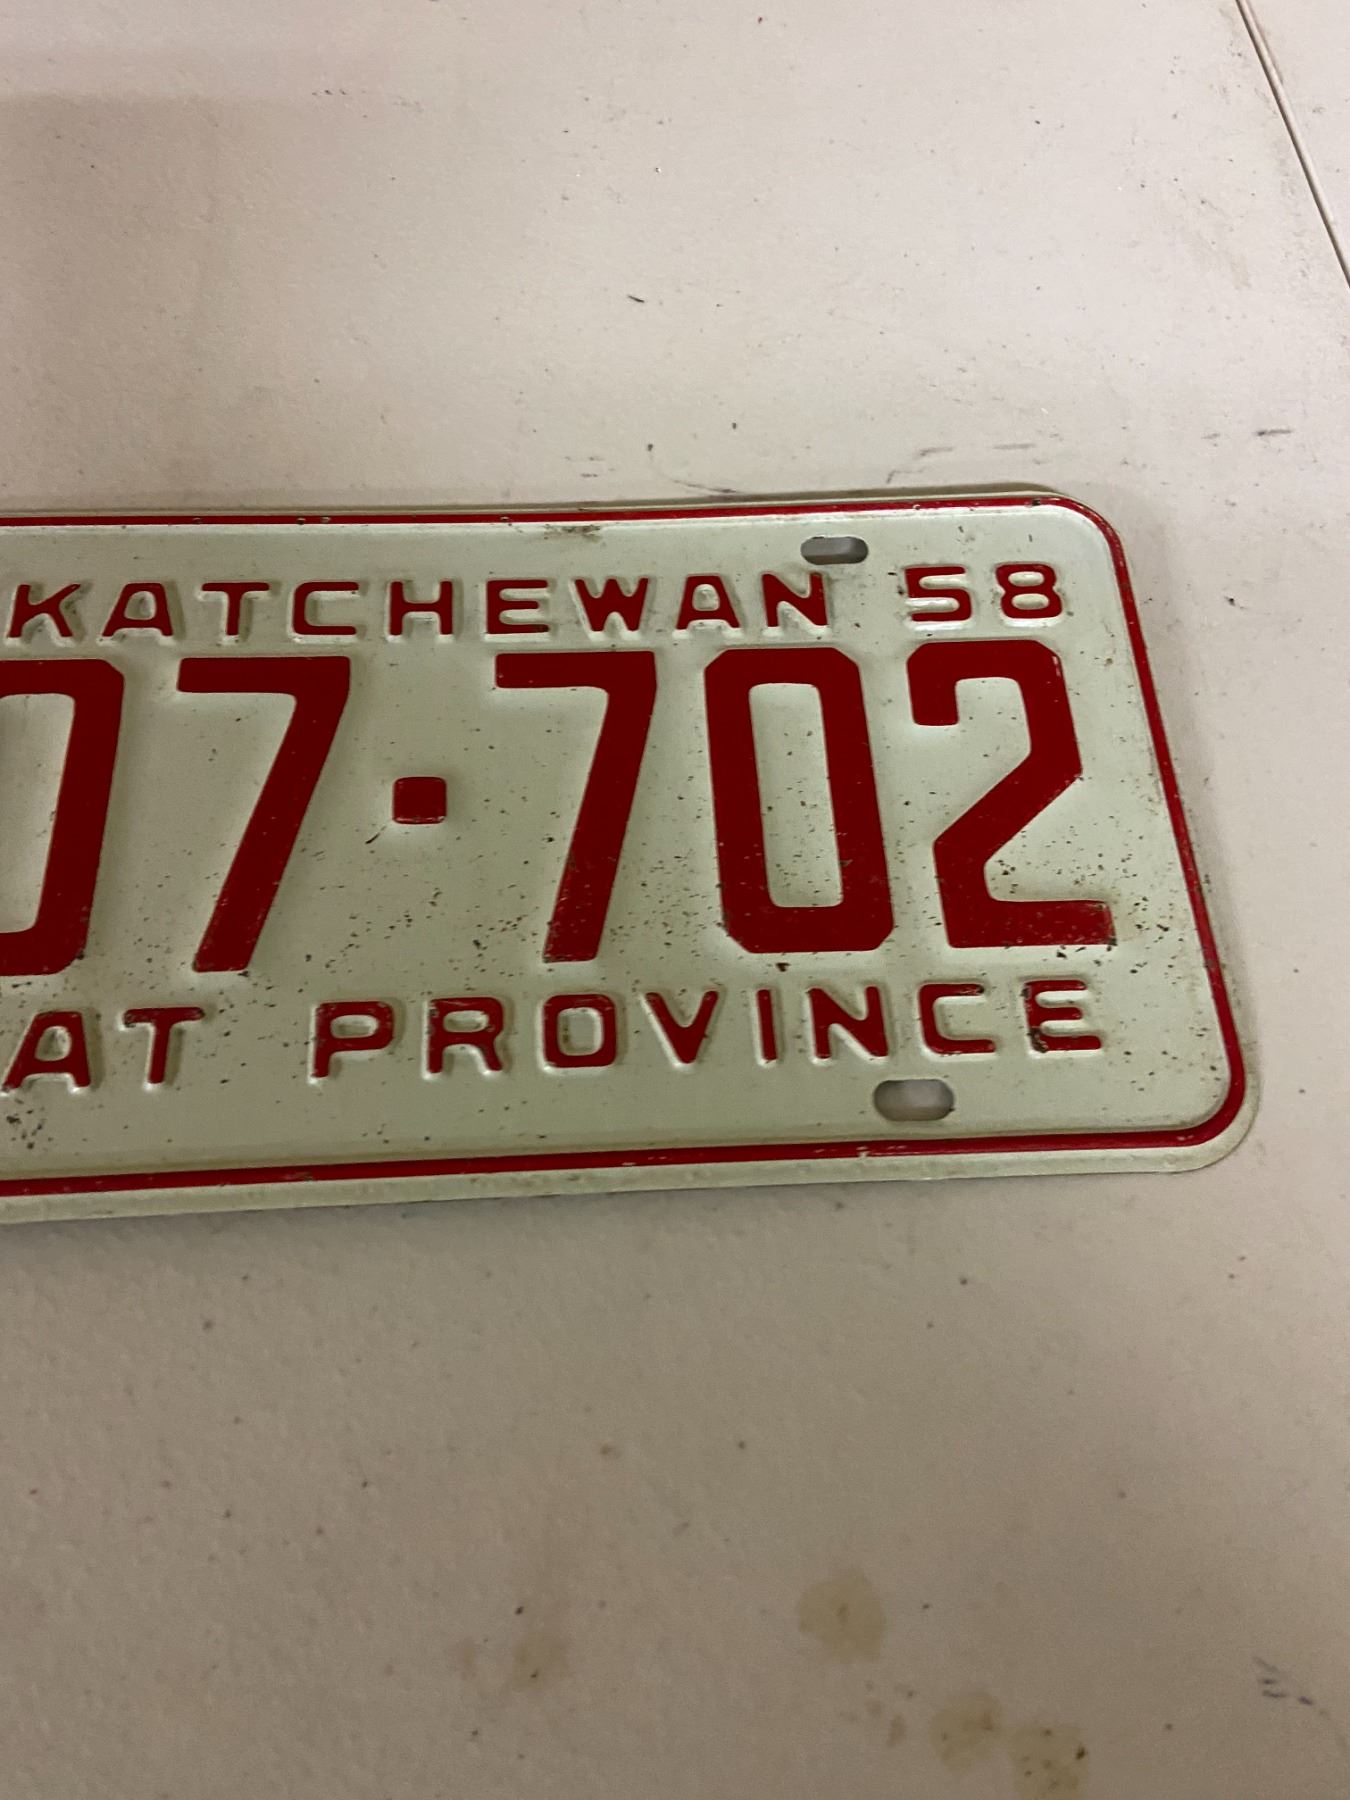 KATCHEWAN 58
07·702
AT PROVINCE